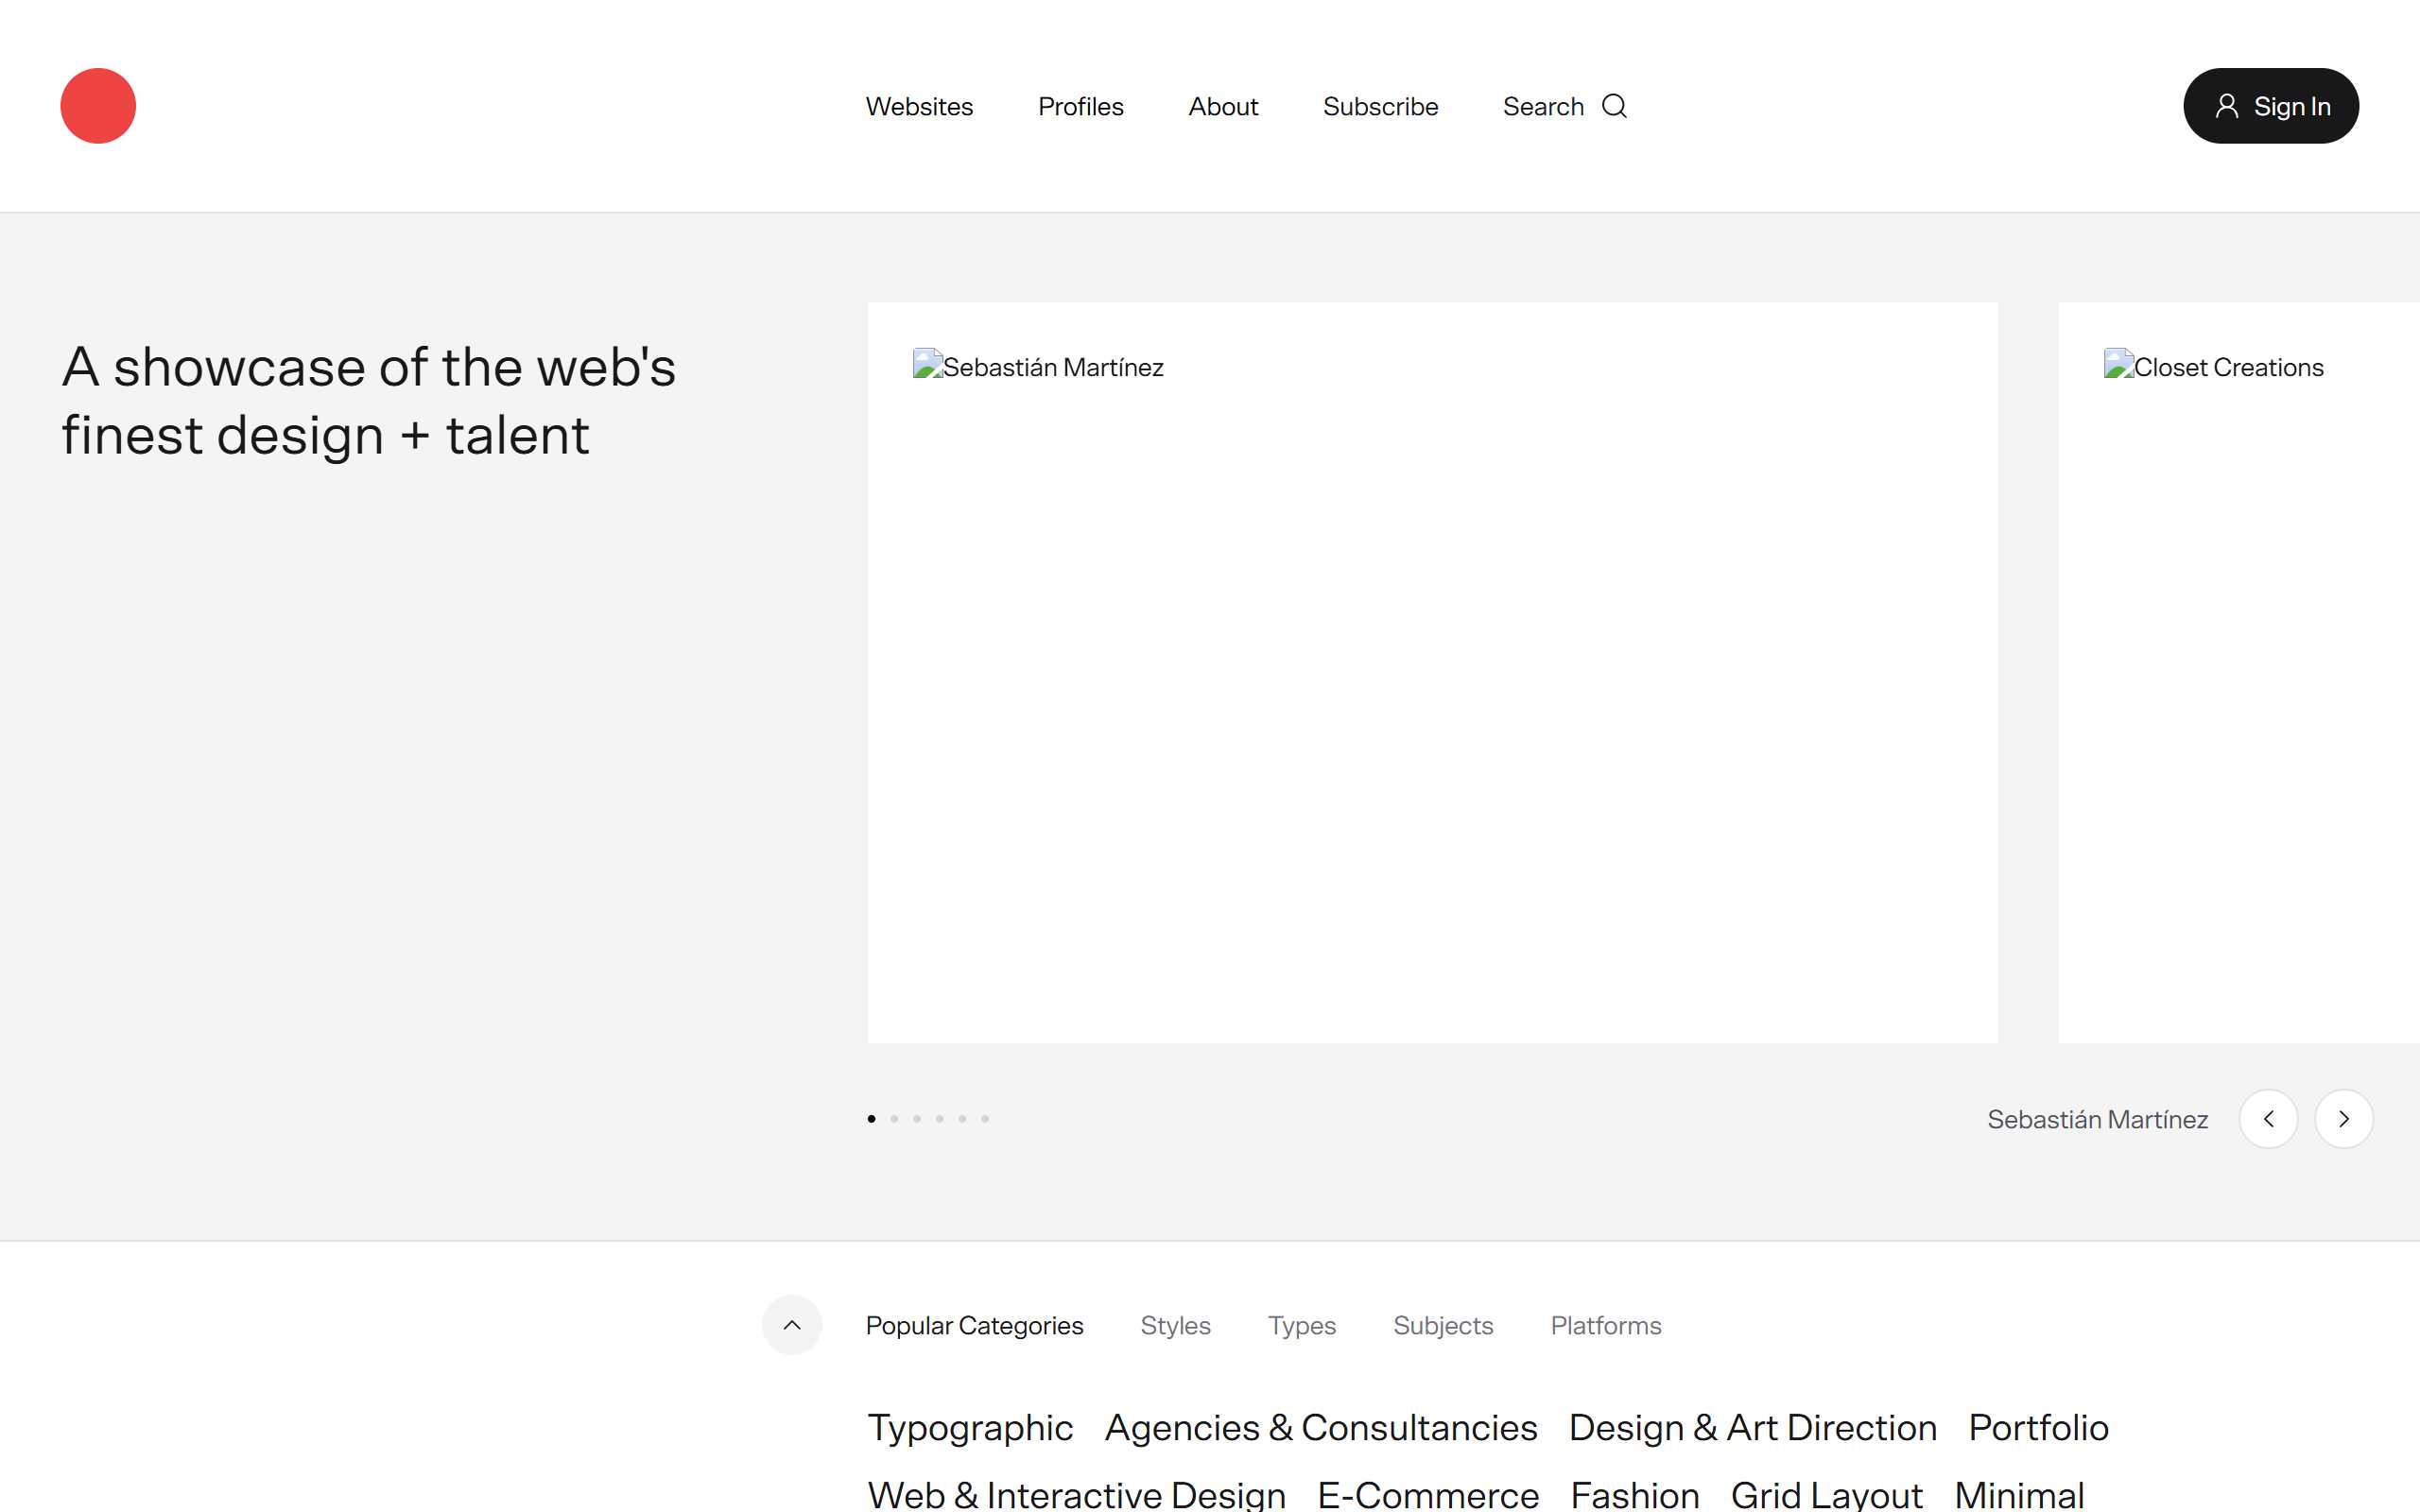 Websites Profiles About Subscribe Search
Sign In
A showcase of the web's
finest design + talent
Sebastián Martínez
Closet Creations
Sebastián Martínez
Popular Categories Styles Types Subjects Platforms
Typographic Agencies & Consultancies Design & Art Direction Portfolio
Web & Interactive Design E-Commerce Fashion Grid Layout Minimal